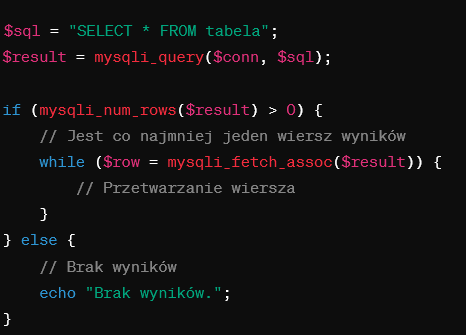 $sql = "SELECT * FROM tabela";
$result = mysqli_query($conn, $sql);
if (mysqli_num_rows($result) > 0) {
// Jest co najmniej jeden wiersz wyników
while ($row = mysqli_fetch_assoc($result)) {
// Przetwarzanie wiersza
}
} else {
// Brak wyników
echo "Brak wyników.";
}